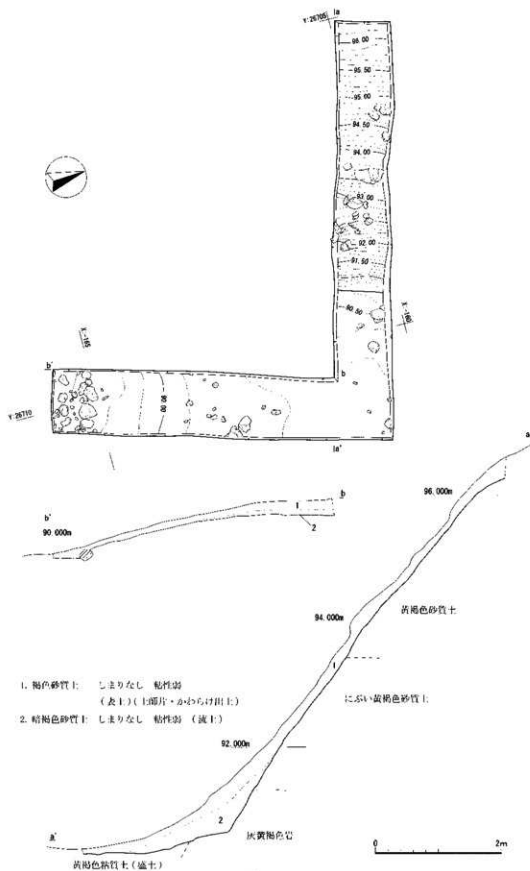 a
Y:26705
96.00
95.50
95.00
94.50
94.00
93.00
92.00
91.50
90.50
X:-160
X:-165
b'
b
90.00
Y:26710
a'
a
96.000m
b
b'
1
90.000m
2
黄褐色砂質土
94.000m
1
1. 褐色砂質土 しまりなし 粘性弱
(表土)(土師片・かわらけ出土)
にぶい黄褐色砂質土
2. 暗褐色砂質土 しまりなし 粘性弱 (流土)
92.000m
2
a'
灰黄褐色岩
黄褐色粘質土(盛土)
0 2m